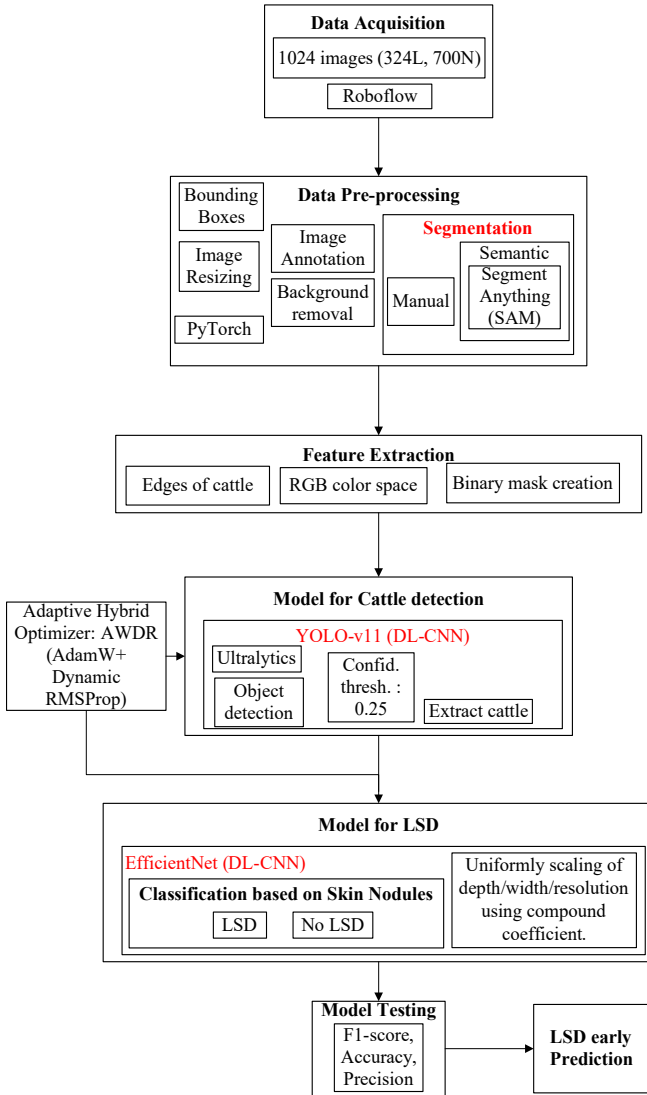 Data Acquisition
1024 images (324L, 700N)
Roboflow
Data Pre-processing
Bounding
Boxes
Image
Resizing
PyTorch
Image
Annotation
Background
removal
Segmentation
Manual
Semantic
Segment
Anything
(SAM)
Feature Extraction
Edges of cattle
RGB color space
Binary mask creation
Adaptive Hybrid
Optimizer: AWDR
(AdamW+
Dynamic
RMSProp)
Model for Cattle detection
YOLO-v11 (DL-CNN)
Ultralytics
Object
detection
Confid.
thresh. :
0.25
Extract cattle
Model for LSD
EfficientNet (DL-CNN)
Classification based on Skin Nodules
LSD
No LSD
Uniformly scaling of
depth/width/resolution
using compound
coefficient.
Model Testing
F1-score,
Accuracy,
Precision
LSD early
Prediction